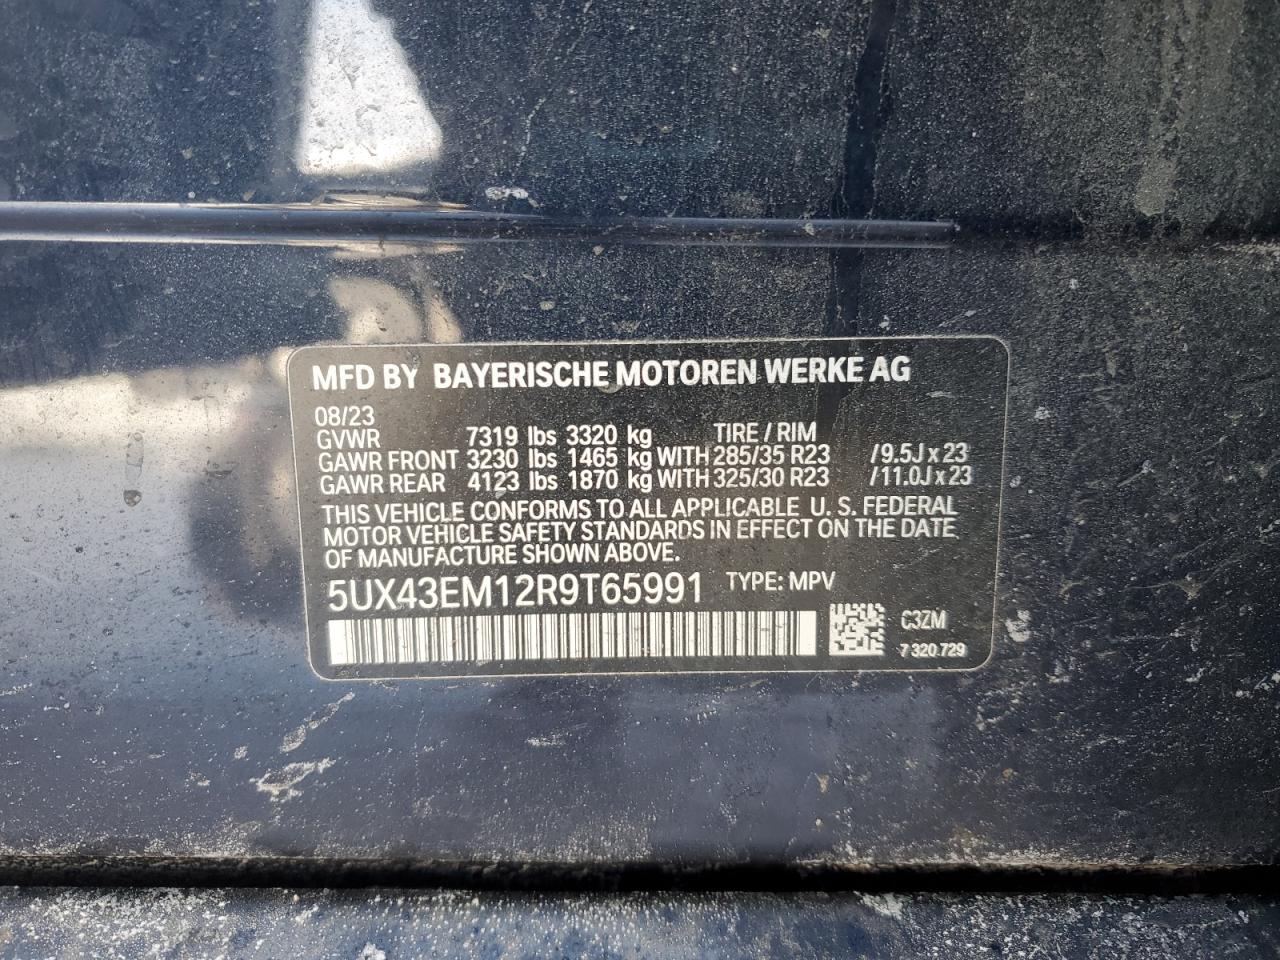 MFD BY BAYERISCHE MOTOREN WERKE AG
08/23
GVWR 7319 lbs 3320 kg TIRE / RIM
GAWR FRONT 3230 lbs 1465 kg WITH 285/35 R23 /9.5J x 23
GAWR REAR 4123 lbs 1870 kg WITH 325/30 R23 /11.0J x 23
THIS VEHICLE CONFORMS TO ALL APPLICABLE U. S. FEDERAL
MOTOR VEHICLE SAFETY STANDARDS IN EFFECT ON THE DATE
OF MANUFACTURE SHOWN ABOVE.
5UX43EM12R9T65991 TYPE: MPV
C3ZM
7 320 729